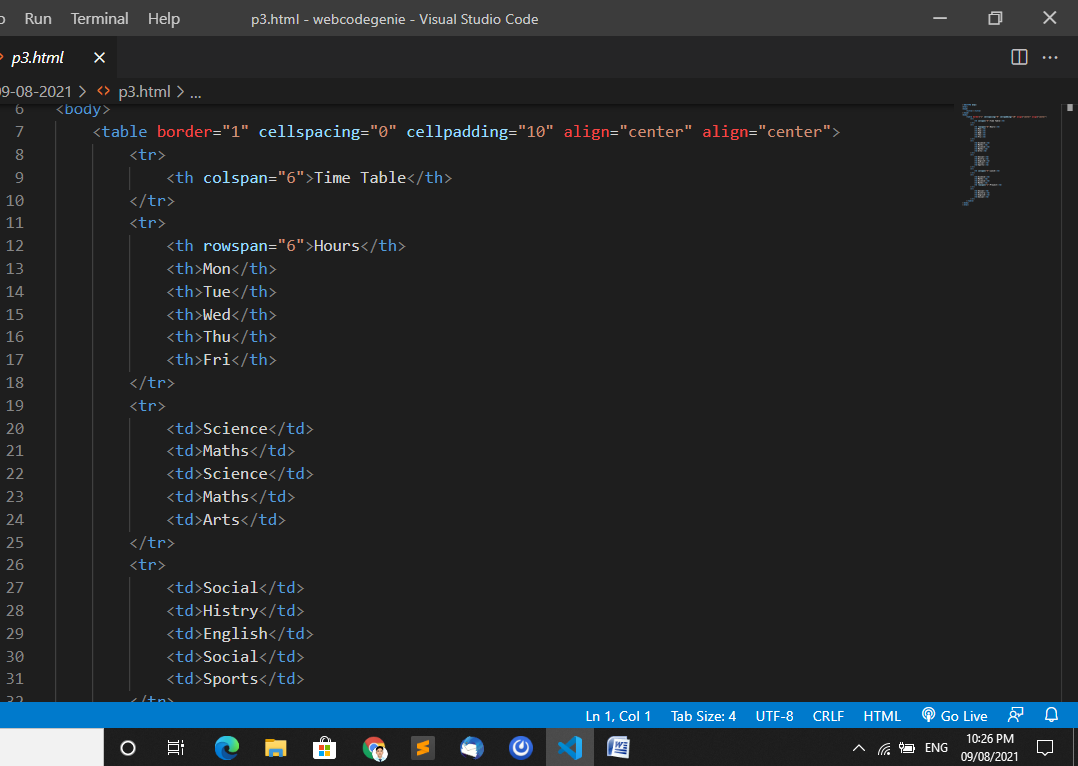 Run Terminal Help p3.html - webcodegenie - Visual Studio Code
p3.html
09-08-2021 > p3.html > ...
6 <body>
7 <table border="1" cellspacing="0" cellpadding="10" align="center" align="center">
8 <tr>
9 <th colspan="6">Time Table</th>
10 </tr>
11 <tr>
12 <th rowspan="6">Hours</th>
13 <th>Mon</th>
14 <th>Tue</th>
15 <th>Wed</th>
16 <th>Thu</th>
17 <th>Fri</th>
18 </tr>
19 <tr>
20 <td>Science</td>
21 <td>Maths</td>
22 <td>Science</td>
23 <td>Maths</td>
24 <td>Arts</td>
25 </tr>
26 <tr>
27 <td>Social</td>
28 <td>Histry</td>
29 <td>English</td>
30 <td>Social</td>
31 <td>Sports</td>
32 </tr>
Ln 1, Col 1 Tab Size: 4 UTF-8 CRLF HTML Go Live
ENG
10:26 PM
09/08/2021